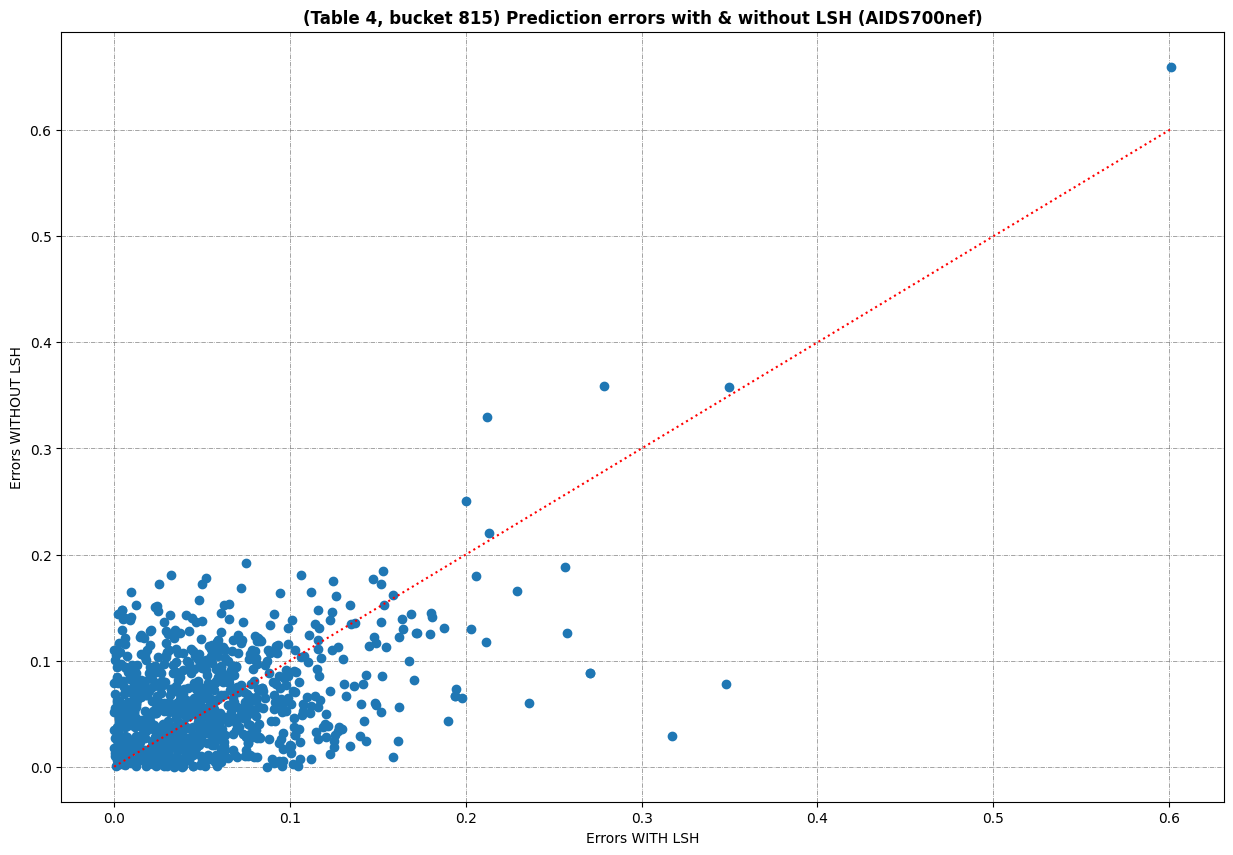 (Table 4, bucket 815) Prediction errors with & without LSH (AIDS700nef)
Errors WITHOUT LSH
0.6
0.5
0.4
0.3
0.2
0.1
0.0
0.0 0.1 0.2 0.3 0.4 0.5 0.6
Errors WITH LSH